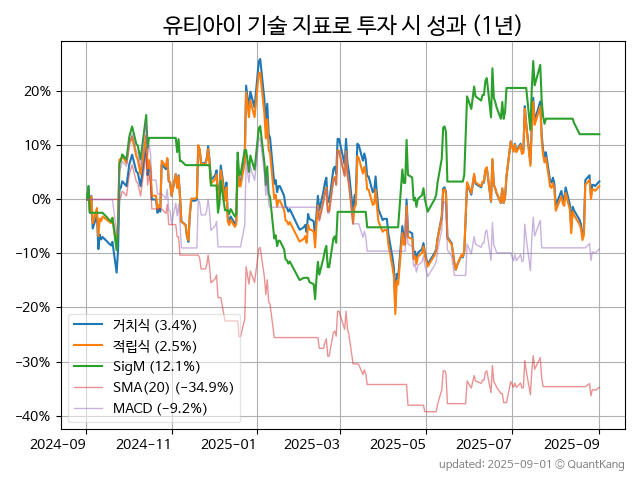 유티아이 기술 지표로 투자 시 성과 (1년)
20%
10%
0%
−10%
−20%
−30%
−40%
거치식 (3.4%)
적립식 (2.5%)
SigM (12.1%)
SMA(20) (−34.9%)
MACD (−9.2%)
2024-09
2024-11
2025-01
2025-03
2025-05
2025-07
2025-09
updated: 2025-09-01 © QuantKang